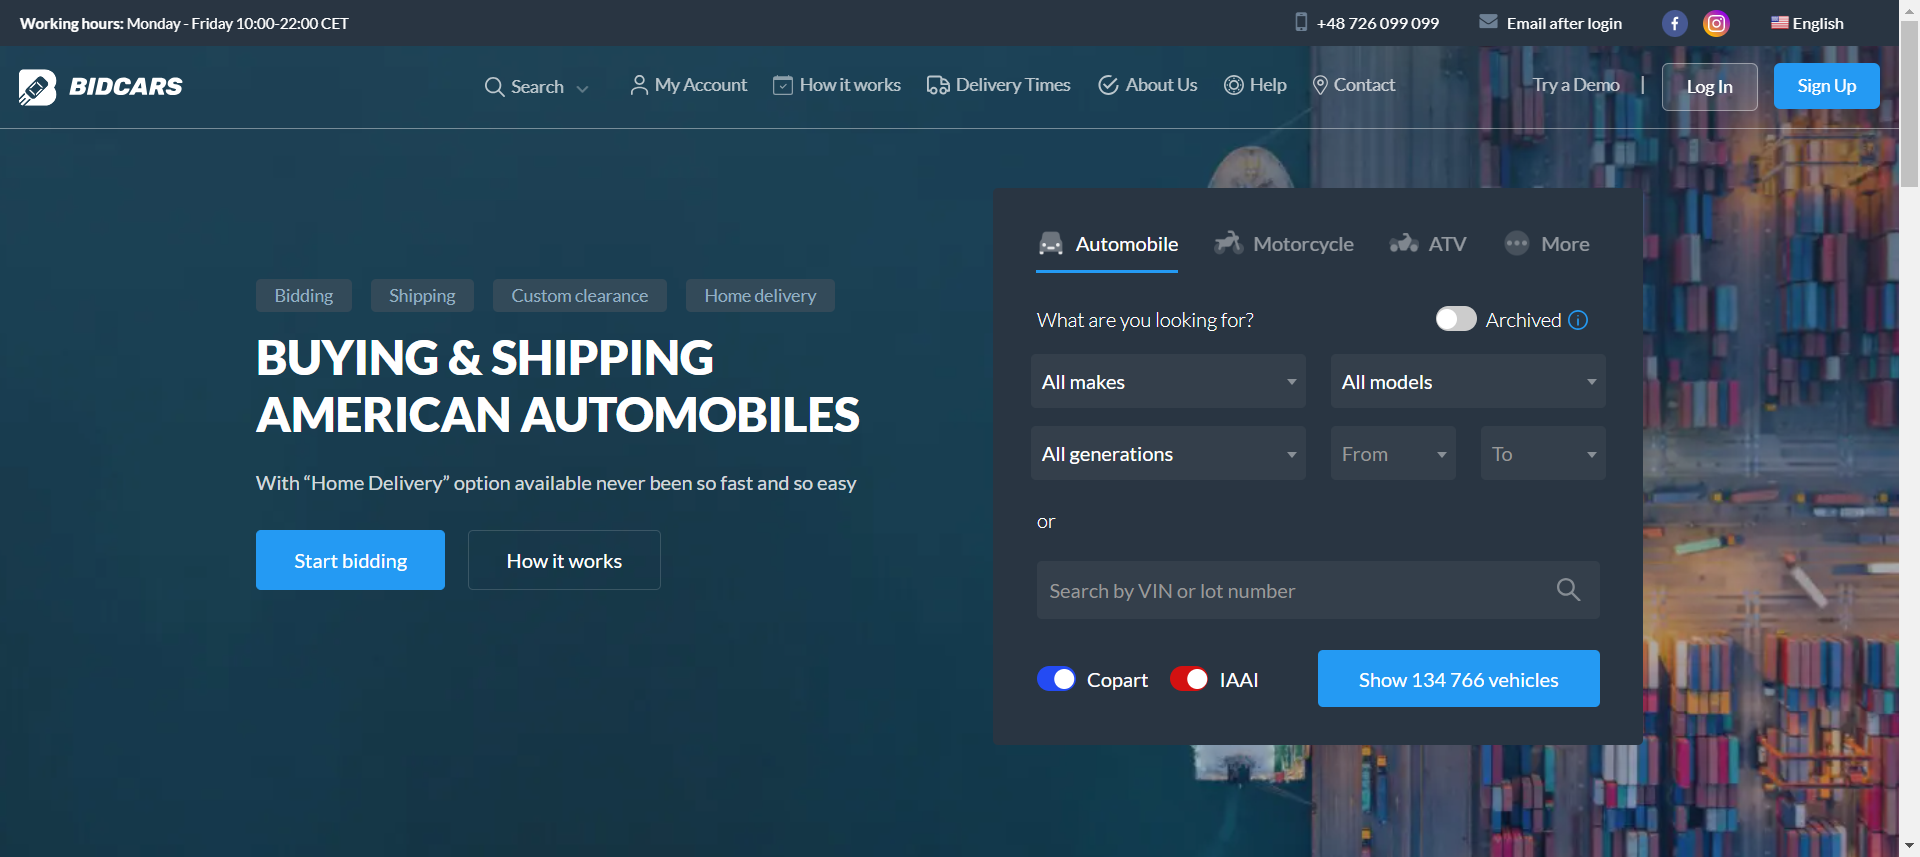 Working hours: Monday - Friday 10:00-22:00 CET
+48 726 099 099
Email after login
English
BIDCARS
Search
My Account
How it works
Delivery Times
About Us
Help
Contact
Try a Demo
|
Log In
Sign Up
Bidding
Shipping
Custom clearance
Home delivery
BUYING & SHIPPING
AMERICAN AUTOMOBILES
With “Home Delivery” option available never been so fast and so easy
Start bidding
How it works
Automobile
Motorcycle
ATV
More
What are you looking for?
Archived
All makes
All models
All generations
From
To
or
Search by VIN or lot number
Copart
IAAI
Show 134 766 vehicles